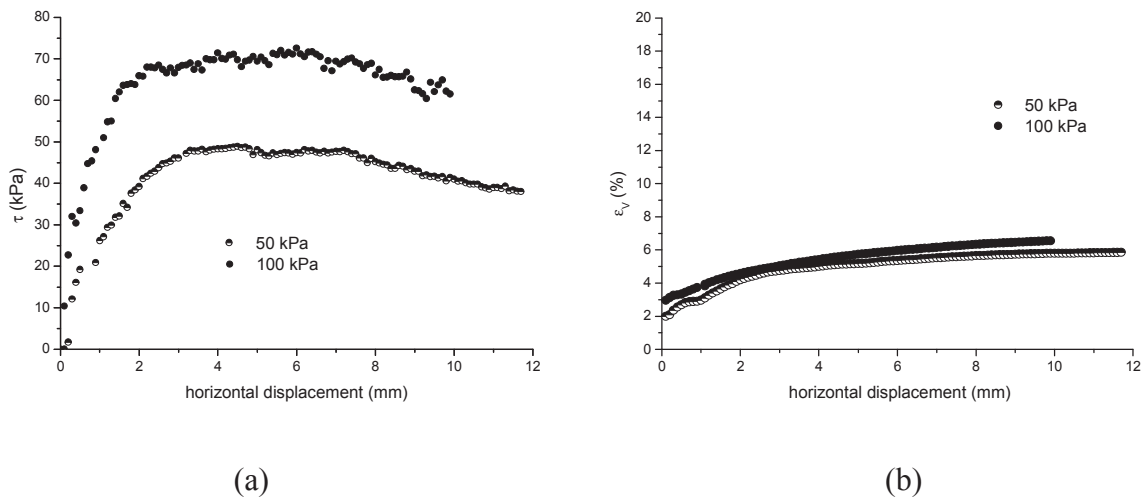 80
70
60
50
40
30
20
10
0
τ (kPa)
50 kPa
100 kPa
0 2 4 6 8 10 12
horizontal displacement (mm)
(a)
20
18
16
14
12
10
8
6
4
2
0
εV (%)
50 kPa
100 kPa
0 2 4 6 8 10 12
horizontal displacement (mm)
(b)